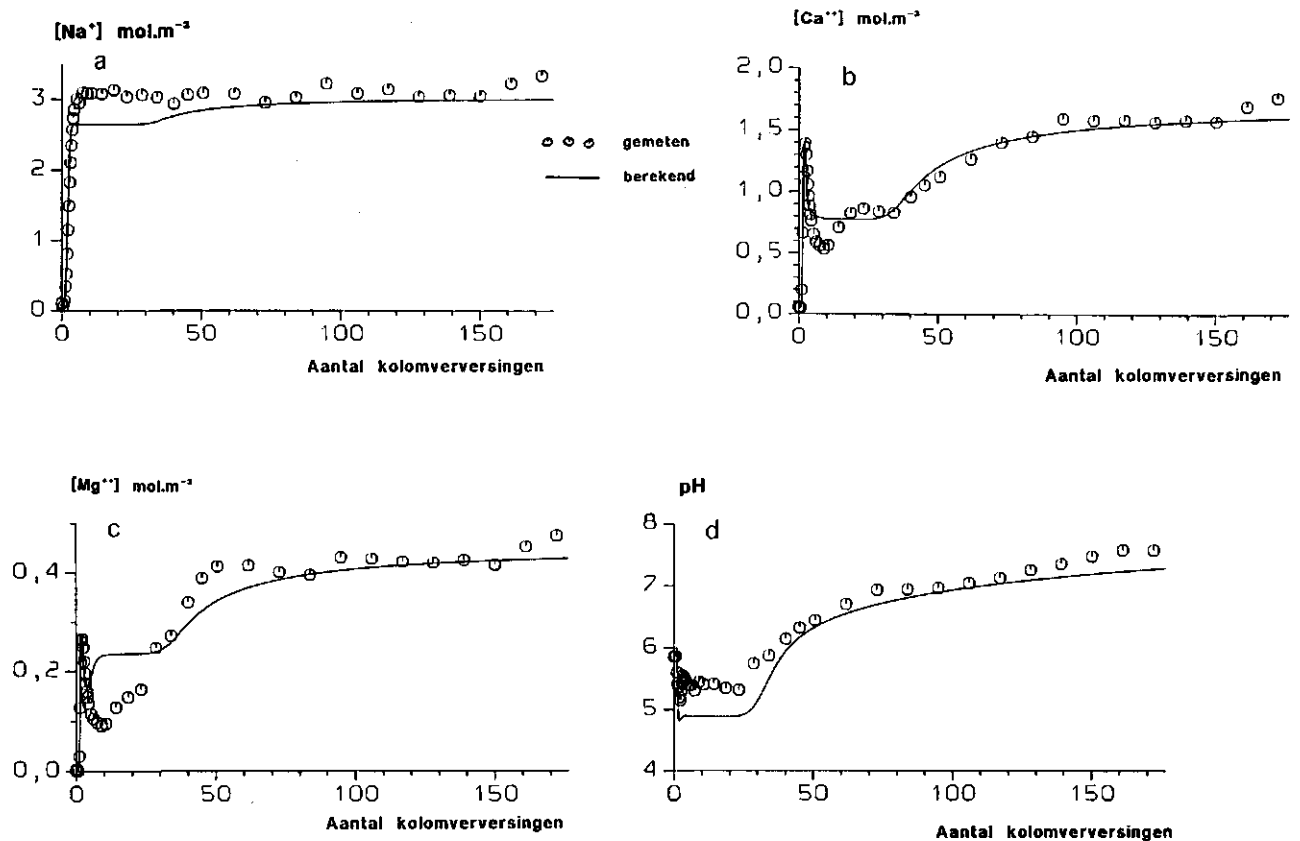 [Na⁺] mol.m⁻³
a
3
2
1
0
0 50 100 150
Aantal kolomverversingen
gemeten
berekend
[Ca⁺⁺] mol.m⁻³
b
2,0
1,5
1,0
0,5
0,0
0 50 100 150
Aantal kolomverversingen
[Mg⁺⁺] mol.m⁻³
c
0,4
0,2
0,0
0 50 100 150
Aantal kolomverversingen
pH
d
8
7
6
5
4
0 50 100 150
Aantal kolomverversingen